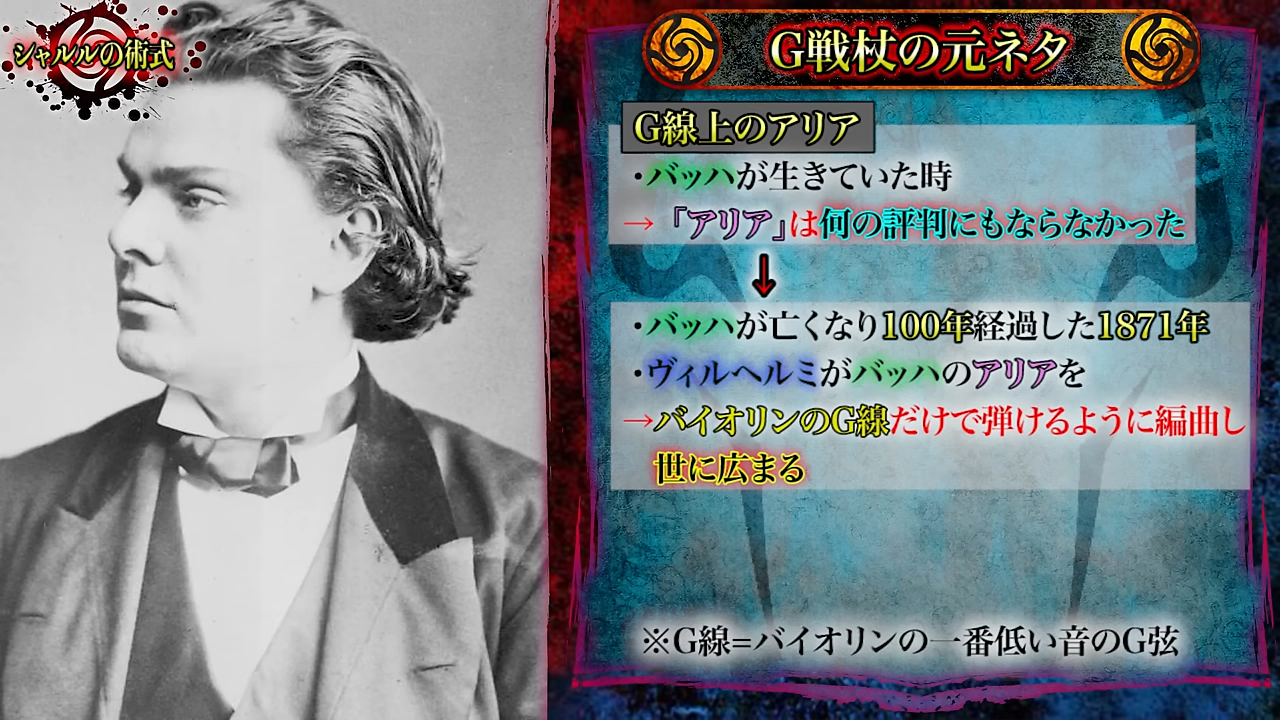 シャルルの術式
G戦杖の元ネタ
G線上のアリア
・バッハが生きていた時
→「アリア」は何の評判にもならなかった
↓
・バッハが亡くなり100年経過した1871年
・ヴィルヘルミがバッハのアリアを
→バイオリンのG線だけで弾けるように編曲し
世に広まる
※G線=バイオリンの一番低い音のG弦